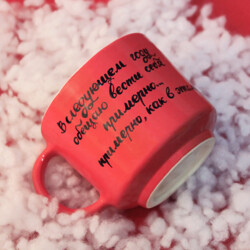 В следующем году
обещаю вести себя
примерно...
примерно, как в этом